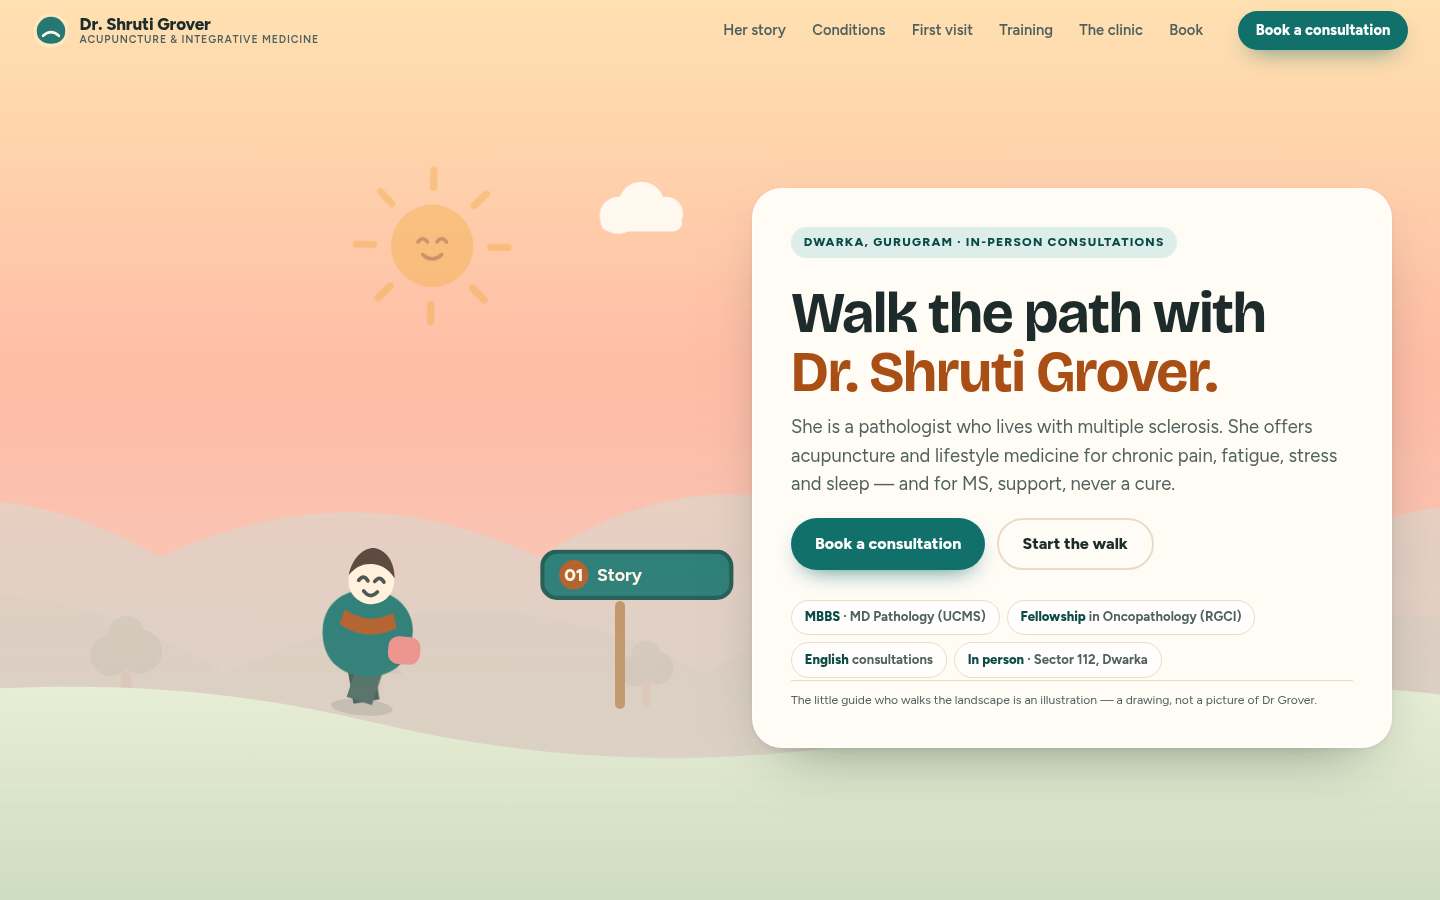 Dr. Shruti Grover
ACUPUNCTURE & INTEGRATIVE MEDICINE
Her story
Conditions
First visit
Training
The clinic
Book
Book a consultation
01 Story
DWARKA, GURUGRAM · IN-PERSON CONSULTATIONS
Walk the path with
Dr. Shruti Grover.
She is a pathologist who lives with multiple sclerosis. She offers
acupuncture and lifestyle medicine for chronic pain, fatigue, stress
and sleep — and for MS, support, never a cure.
Book a consultation
Start the walk
MBBS · MD Pathology (UCMS)
Fellowship in Oncopathology (RGCI)
English consultations
In person · Sector 112, Dwarka
The little guide who walks the landscape is an illustration — a drawing, not a picture of Dr Grover.